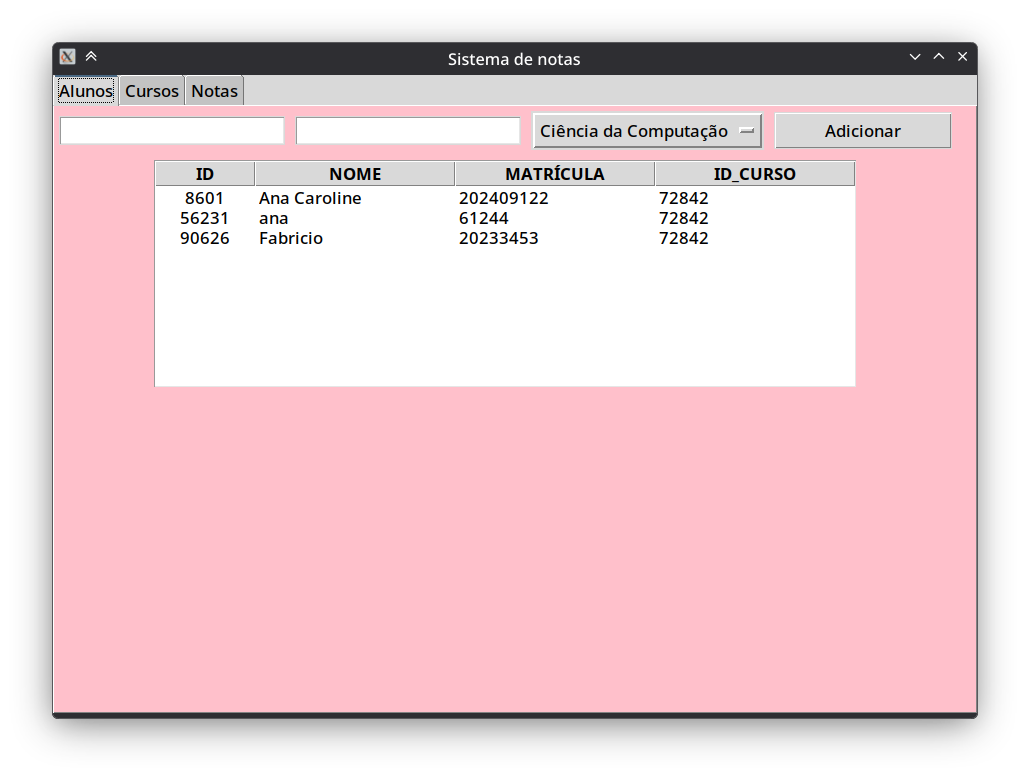 Sistema de notas
Alunos Cursos Notas
Ciência da Computação Adicionar
ID NOME MATRÍCULA ID_CURSO
8601 Ana Caroline 202409122 72842
56231 ana 61244 72842
90626 Fabricio 20233453 72842